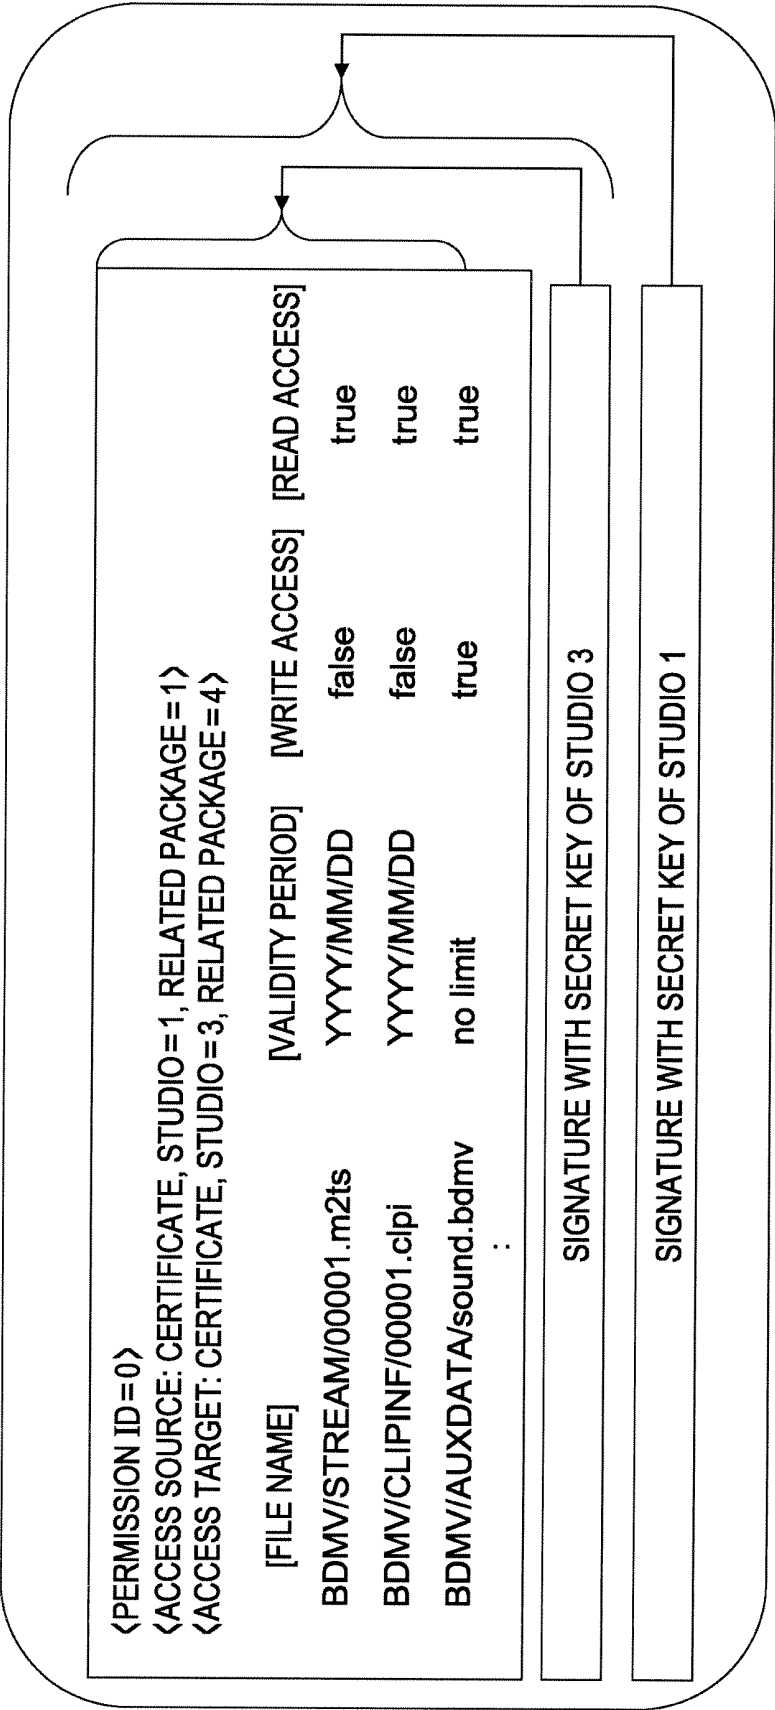 <PERMISSION ID=0>
<ACCESS SOURCE: CERTIFICATE, STUDIO=1, RELATED PACKAGE=1>
<ACCESS TARGET: CERTIFICATE, STUDIO=3, RELATED PACKAGE=4>
[FILE NAME] [VALIDITY PERIOD] [WRITE ACCESS] [READ ACCESS]
BDMV/STREAM/00001.m2ts YYYY/MM/DD false true
BDMV/CLIPINF/00001.clpi YYYY/MM/DD false true
BDMV/AUXDATA/sound.bdmv no limit true true
:
SIGNATURE WITH SECRET KEY OF STUDIO 3
SIGNATURE WITH SECRET KEY OF STUDIO 1